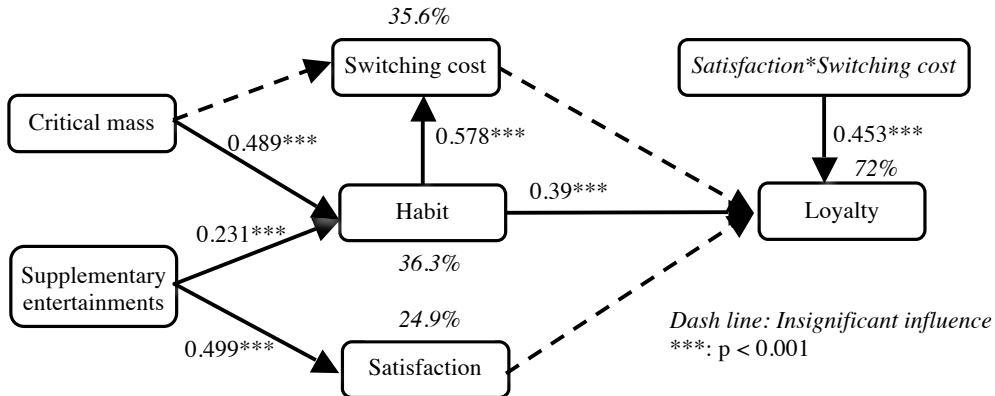 35.6%
Switching cost
Satisfaction*Switching cost
Critical mass
0.489***
0.578***
0.453***
72%
Habit
0.39***
Loyalty
0.231***
36.3%
Supplementary
entertainments
24.9%
0.499***
Satisfaction
Dash line: Insignificant influence
***: p < 0.001